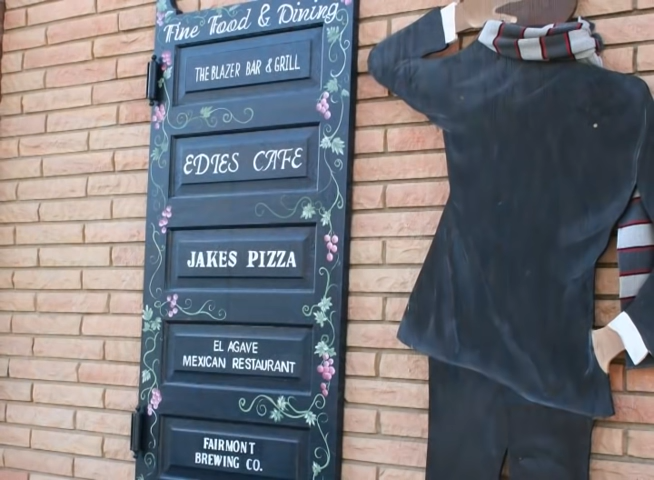 Fine Food & Dining
THE BLAZER BAR & GRILL
EDIES CAFE
JAKES PIZZA
EL AGAVE
MEXICAN RESTAURANT
FAIRMONT
BREWING CO.